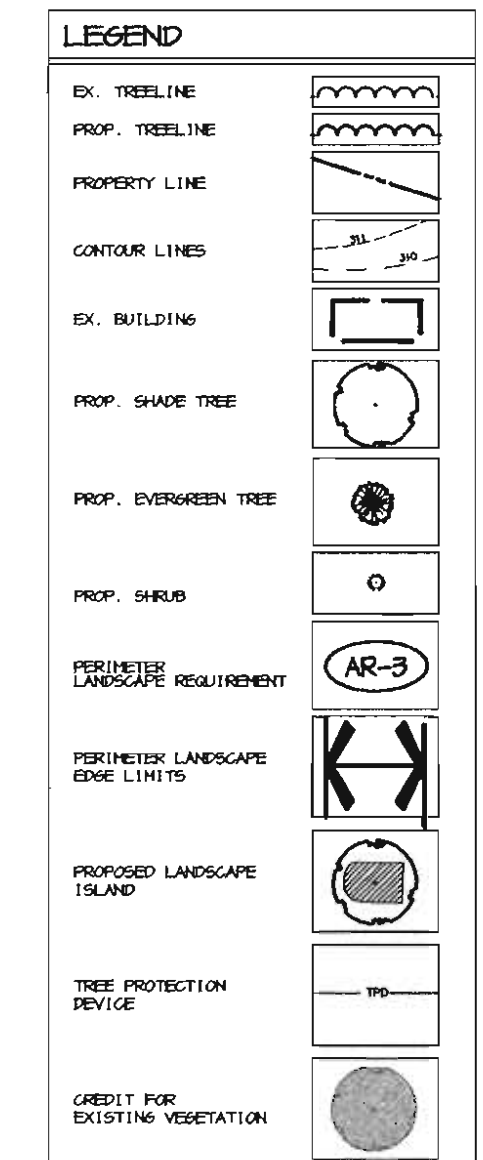 LEGEND
EX. TREELINE
PROP. TREELINE
PROPERTY LINE
CONTOUR LINES
311
310
EX. BUILDING
PROP. SHADE TREE
PROP. EVERGREEN TREE
PROP. SHRUB
PERIMETER
LANDSCAPE REQUIREMENT
AR-3
PERIMETER LANDSCAPE
EDGE LIMITS
PROPOSED LANDSCAPE
ISLAND
TREE PROTECTION
DEVICE
TPD
CREDIT FOR
EXISTING VEGETATION